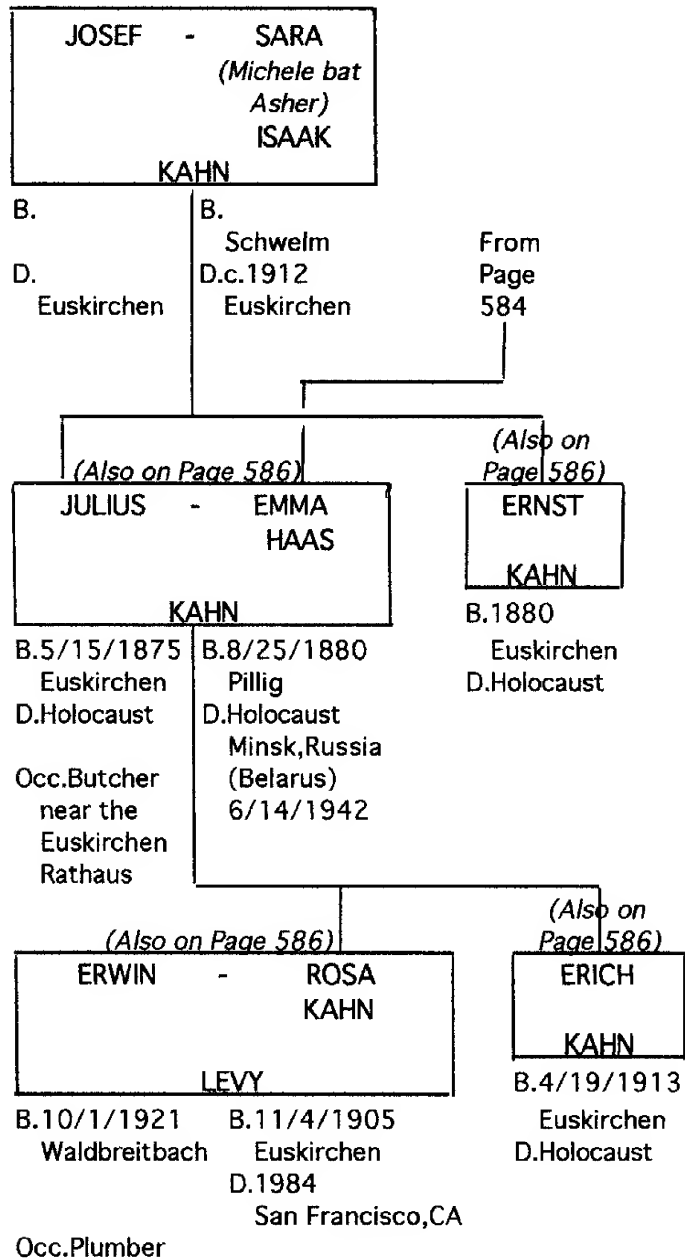 JOSEF - SARA
(Michele bat
Asher)
ISAAK
KAHN
B.
D.
Euskirchen
B.
Schwelm
D.c.1912
Euskirchen
From
Page
584
(Also on Page 586)
JULIUS - EMMA
HAAS
KAHN
(Also on
Page 586)
ERNST
KAHN
B.5/15/1875
Euskirchen
D.Holocaust
Occ.Butcher
near the
Euskirchen
Rathaus
B.8/25/1880
Pillig
D.Holocaust
Minsk,Russia
(Belarus)
6/14/1942
B.1880
Euskirchen
D.Holocaust
(Also on Page 586)
ERWIN - ROSA
KAHN
LEVY
(Also on
Page 586)
ERICH
KAHN
B.10/1/1921
Waldbreitbach
Occ.Plumber
B.11/4/1905
Euskirchen
D.1984
San Francisco,CA
B.4/19/1913
Euskirchen
D.Holocaust